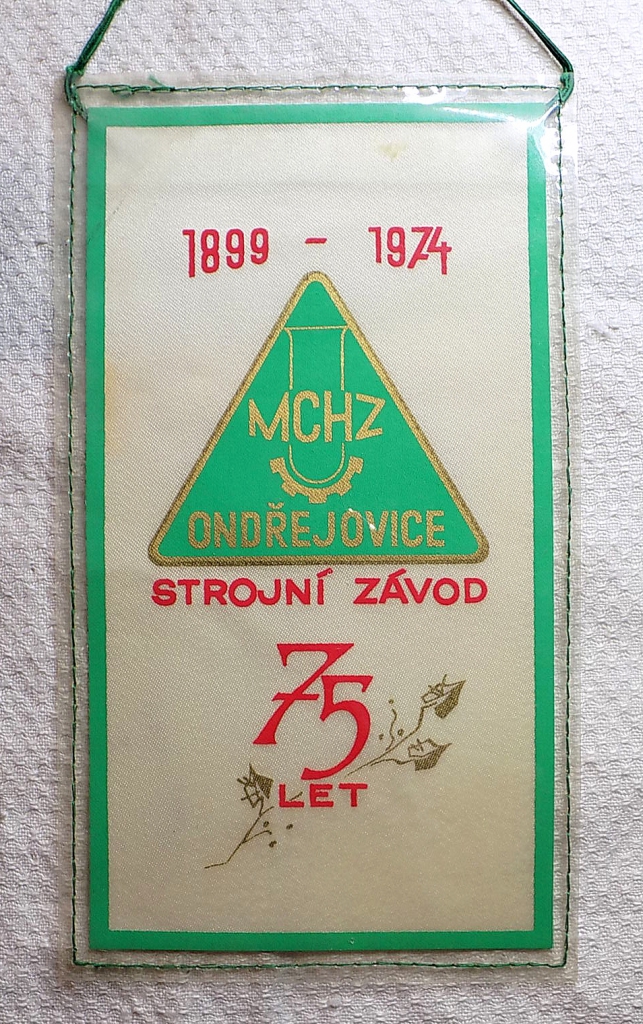 1899 - 1974
MCHZ
ONDŘEJOVICE
STROJNÍ ZÁVOD
75
LET